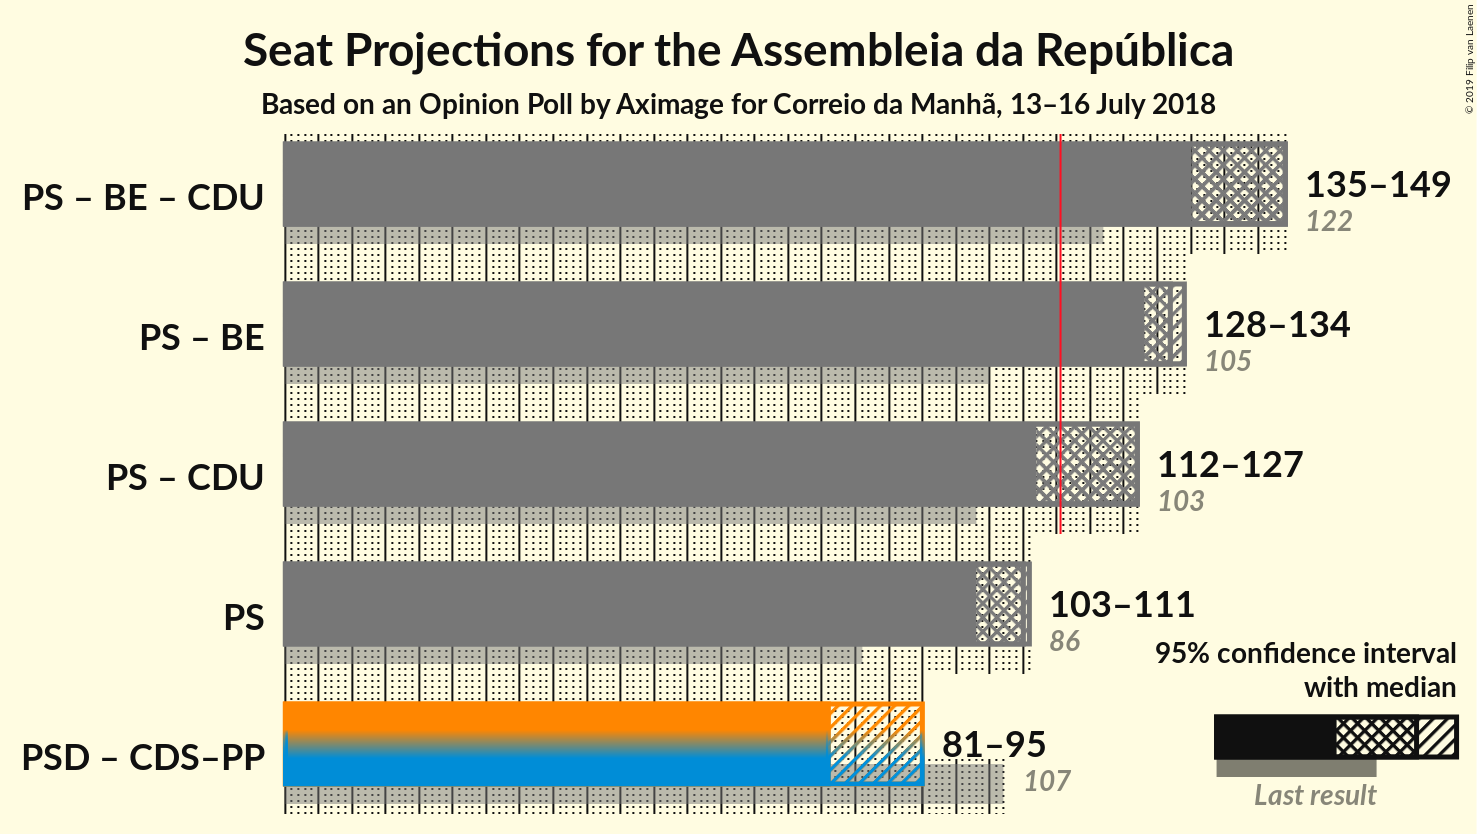 Seat Projections for the Assembleia da República
Based on an Opinion Poll by Aximage for Correio da Manhã, 13–16 July 2018
© 2019 Filip van Laenen
PS – BE – CDU
135–149
122
PS – BE
128–134
105
PS – CDU
112–127
103
PS
103–111
86
PSD – CDS–PP
81–95
107
95% confidence interval
with median
Last result